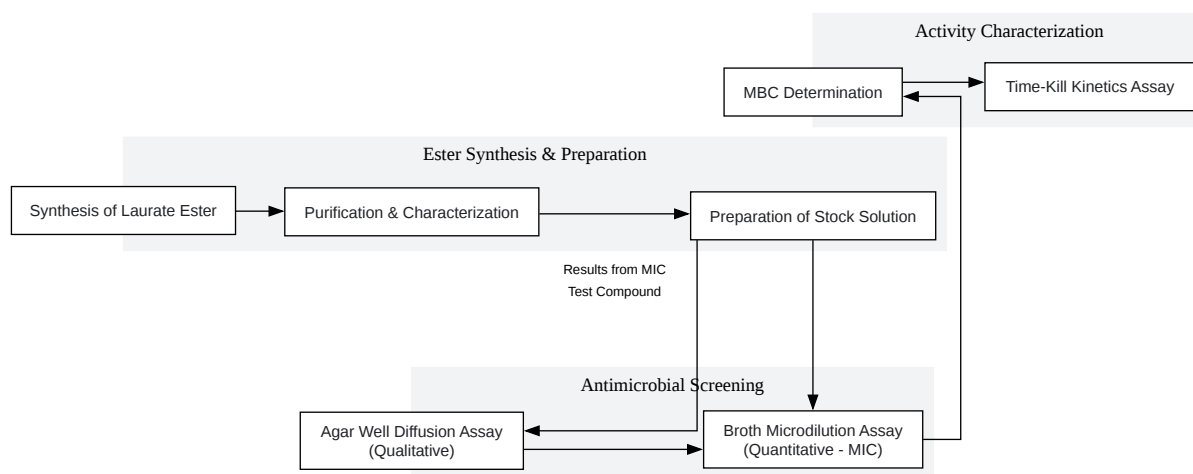 Activity Characterization
MBC Determination
Time-Kill Kinetics Assay
Ester Synthesis & Preparation
Synthesis of Laurate Ester
Purification & Characterization
Preparation of Stock Solution
Results from MIC
Test Compound
Antimicrobial Screening
Agar Well Diffusion Assay
(Qualitative)
Broth Microdilution Assay
(Quantitative - MIC)